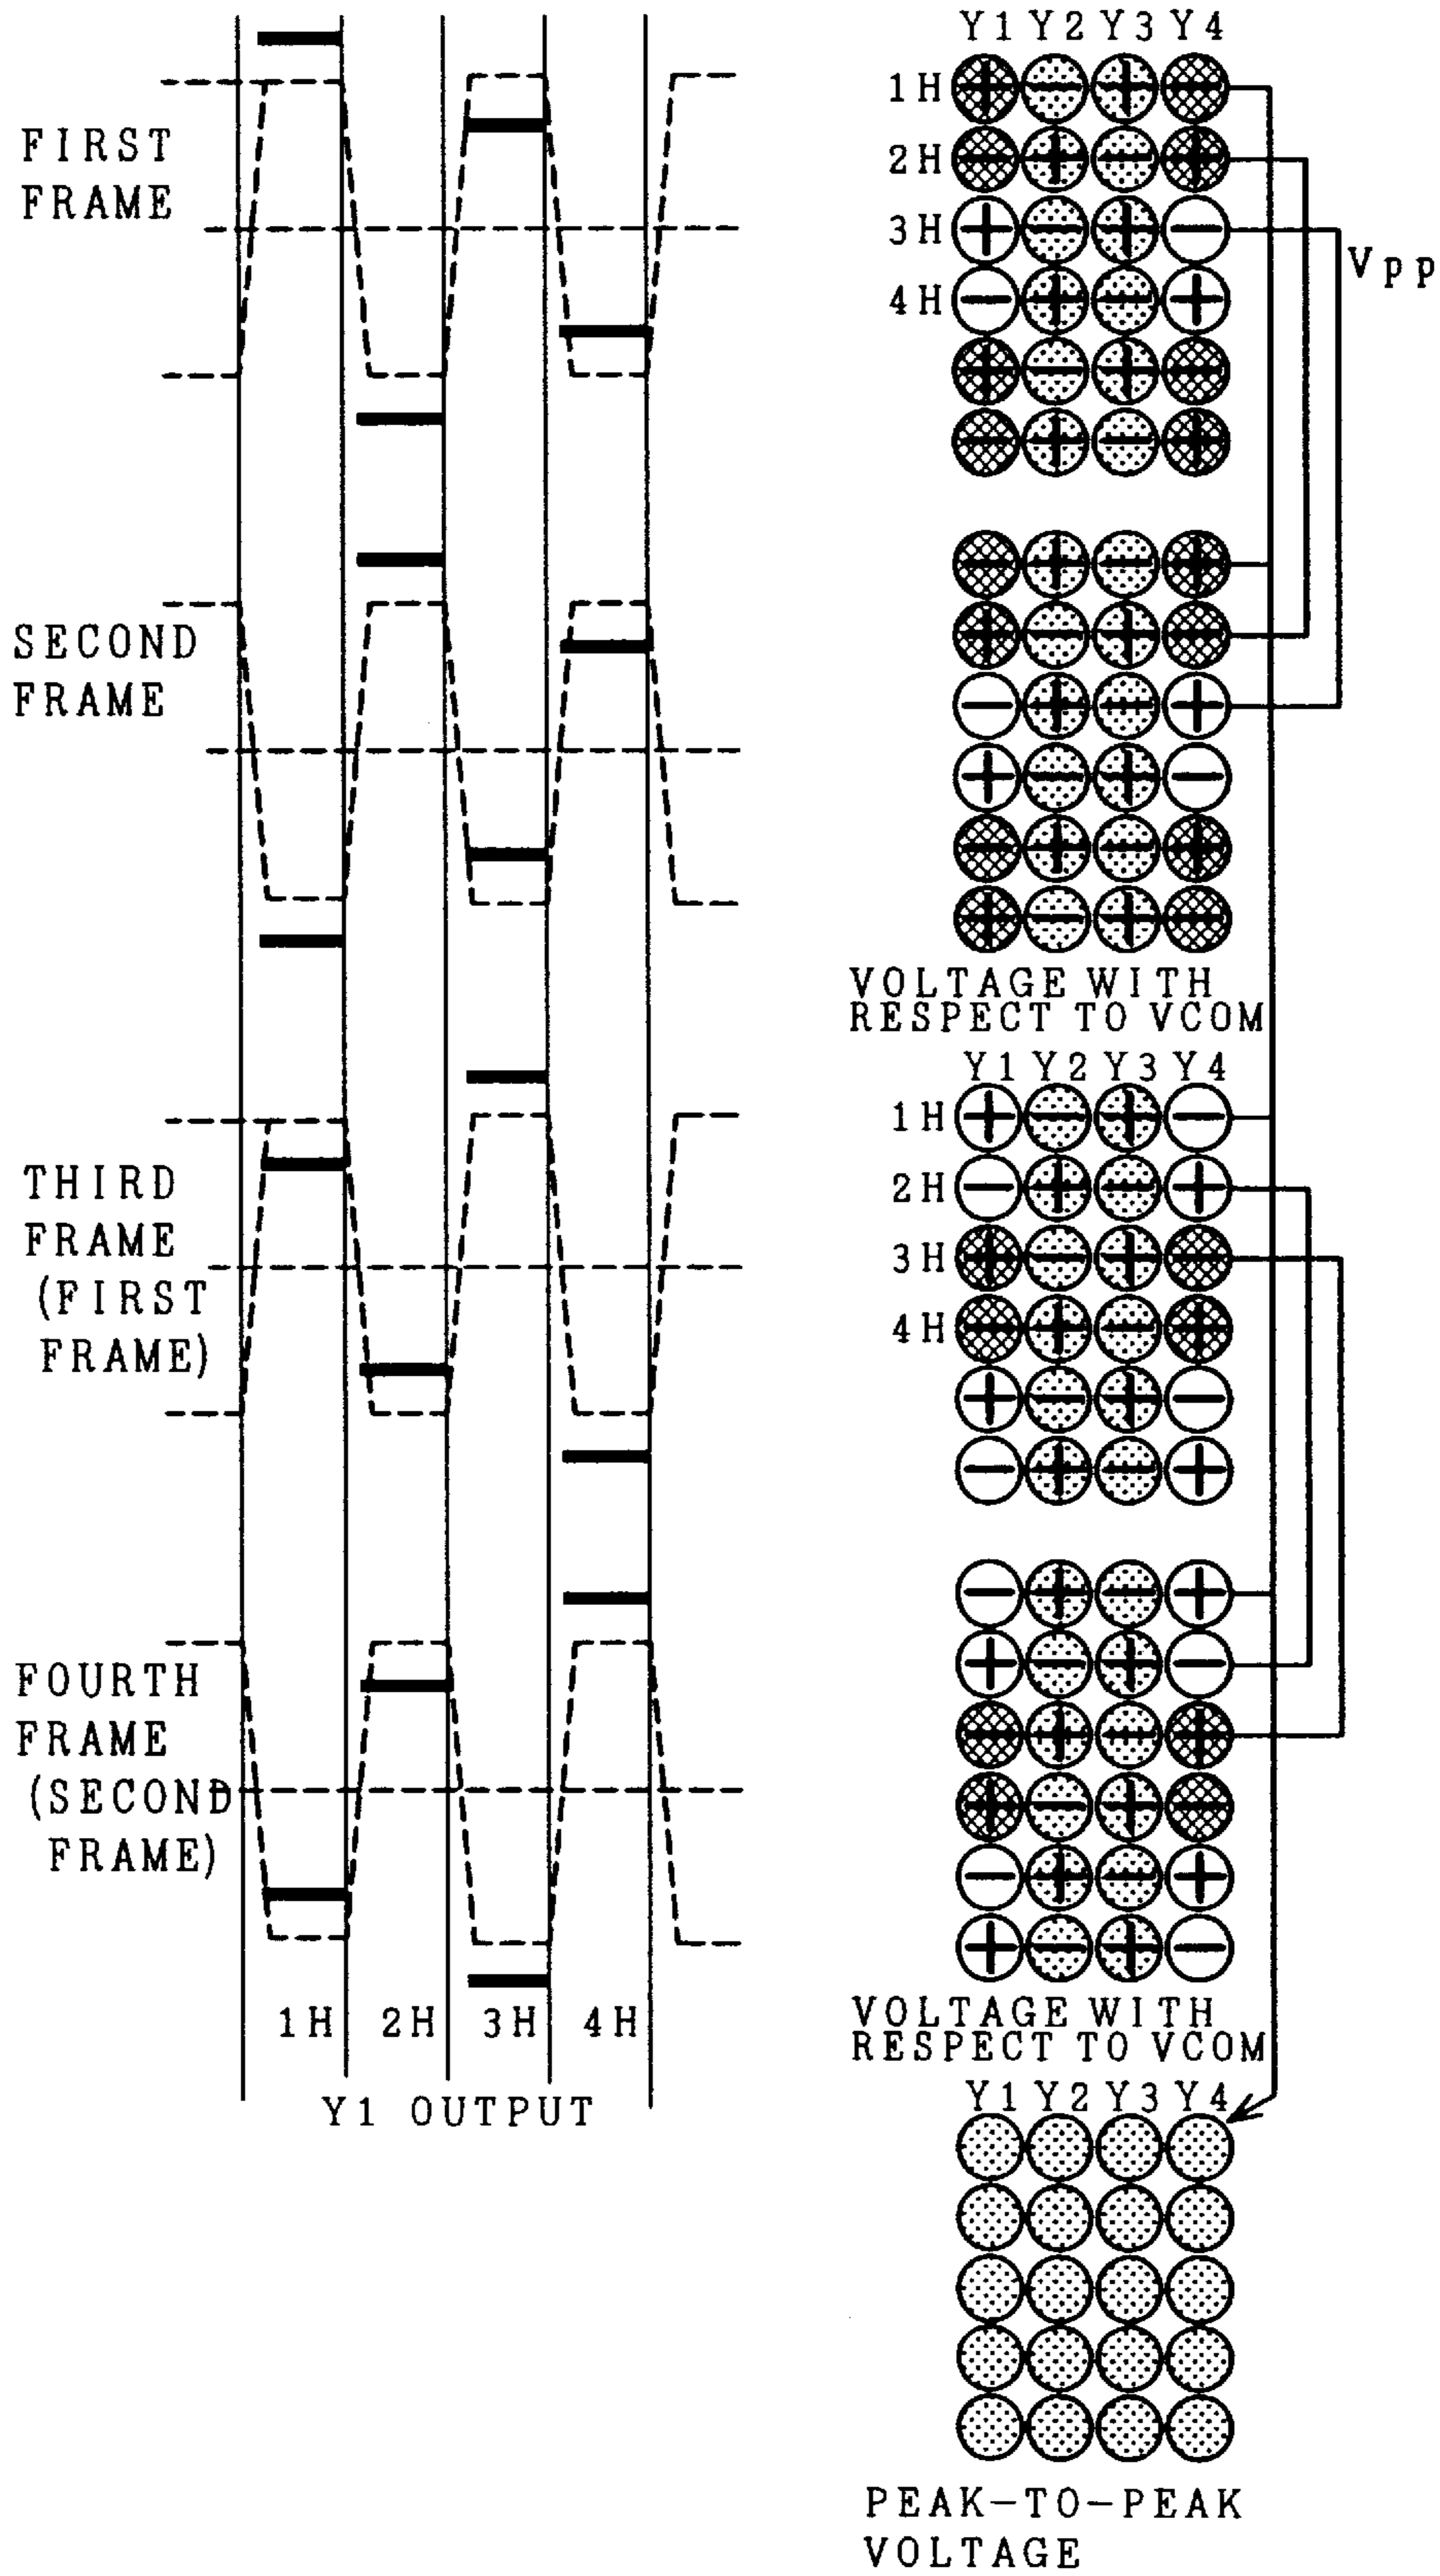 FIRST
FRAME
SECOND
FRAME
THIRD
FRAME
(FIRST
FRAME)
FOURTH
FRAME
(SECOND
FRAME)
1H 2H 3H 4H
Y1 OUTPUT
Y1 Y2 Y3 Y4
1H
2H
3H
4H
Vpp
VOLTAGE WITH
RESPECT TO VCOM
Y1 Y2 Y3 Y4
1H
2H
3H
4H
VOLTAGE WITH
RESPECT TO VCOM
Y1 Y2 Y3 Y4
PEAK-TO-PEAK
VOLTAGE